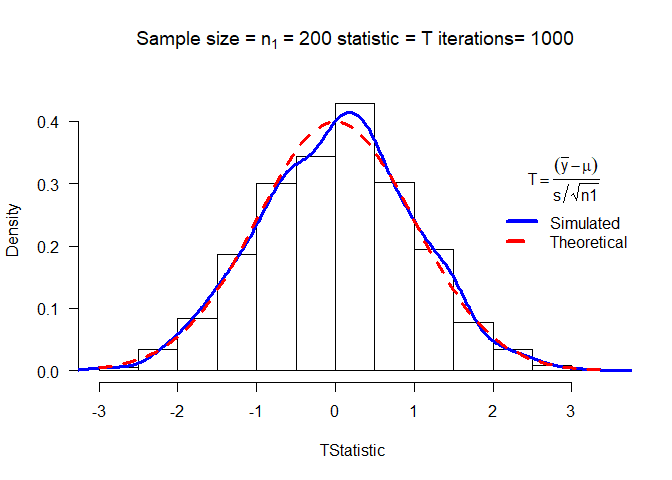 Sample size = n₁ = 200 statistic = T iterations= 1000
Density
0.4
0.3
0.2
0.1
0.0
T = (y̅ − μ) / s/√n1
Simulated
Theoretical
-3 -2 -1 0 1 2 3
TStatistic